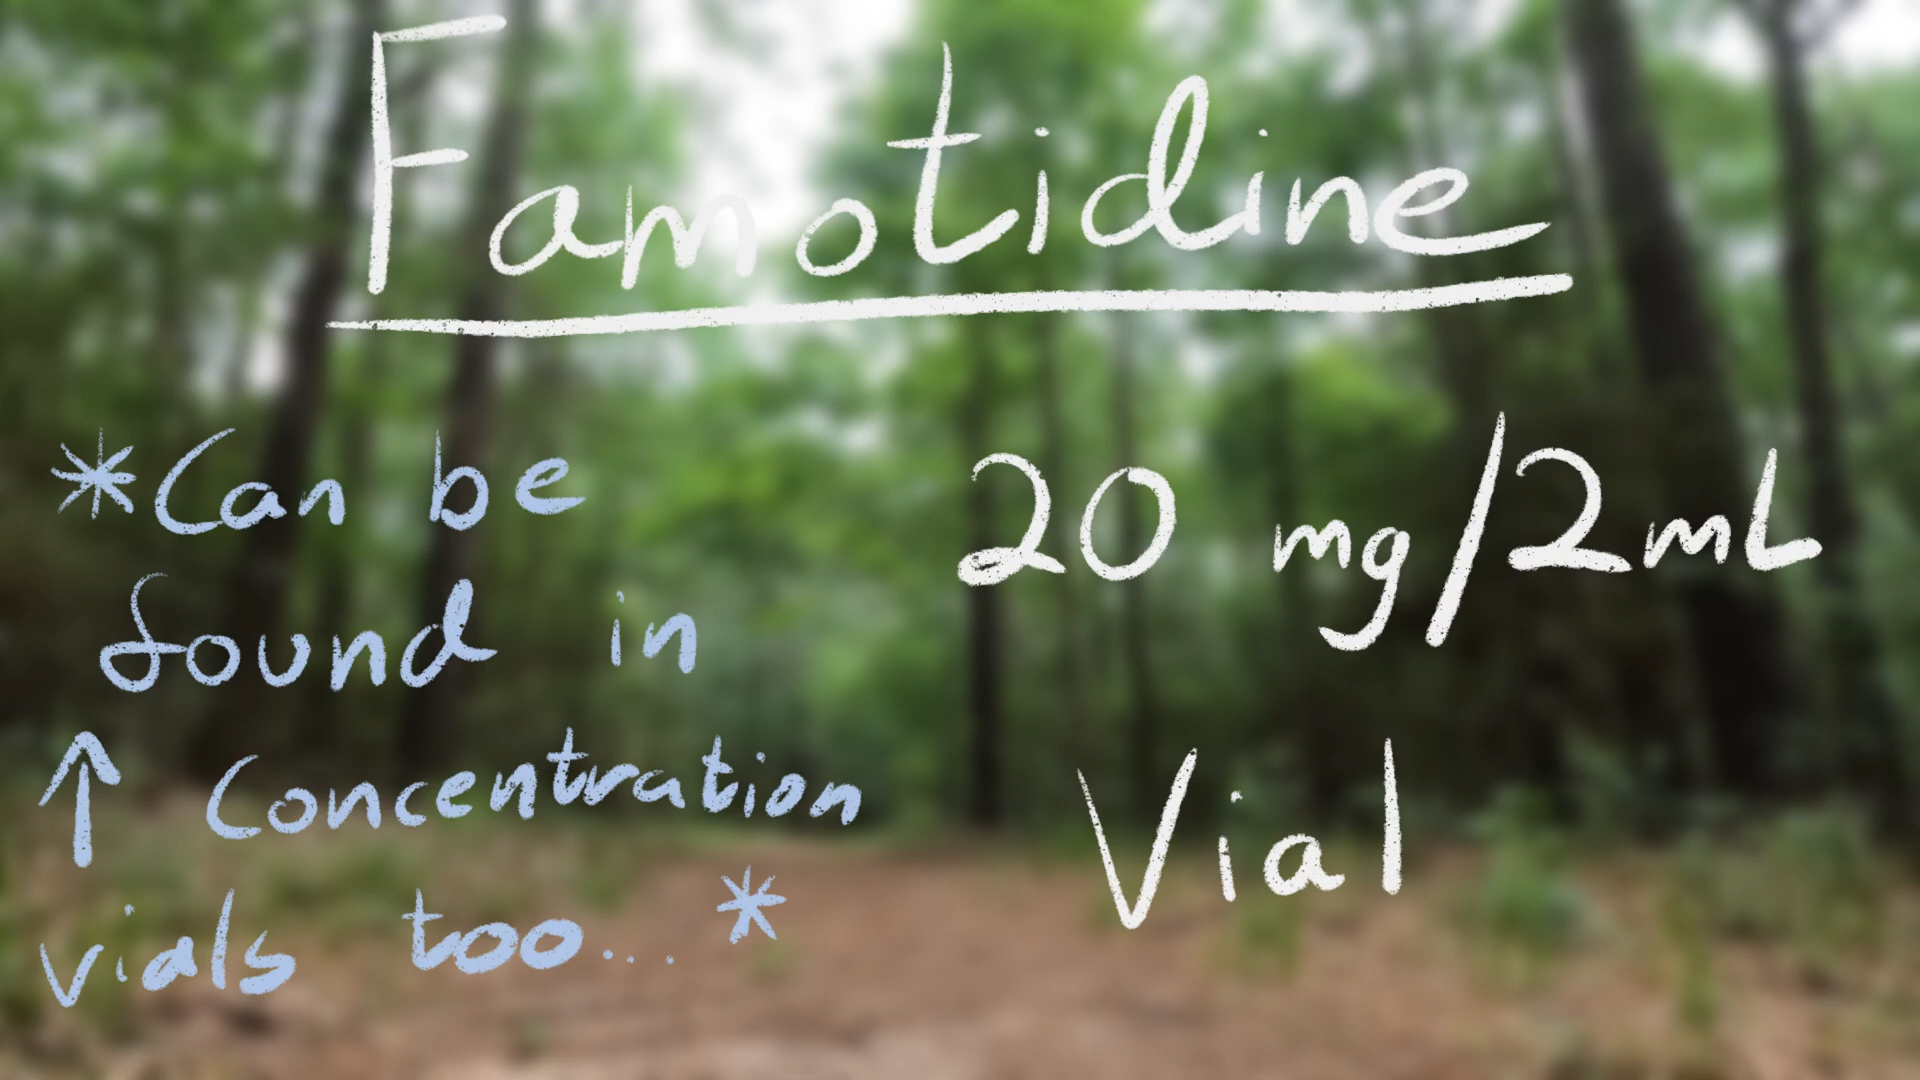 Famotidine
*Can be
found in
↑ Concentration
vials too...*
20 mg/2mL
Vial